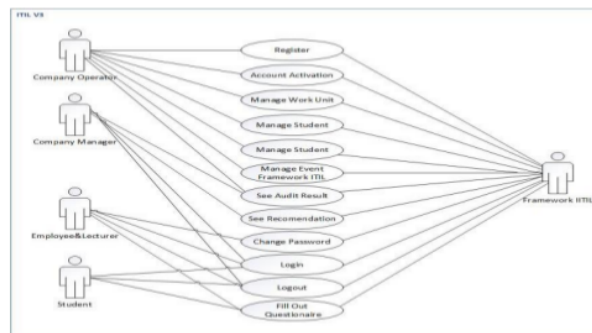 ITIL V3
Register
Company Operator
Account Activation
Manage Work Unit
Company Manager
Manage Student
Manage Student
Manage Event
Framework ITIL
See Audit Result
Framework IITIL
See Recomendation
Employee&Lecturer
Change Password
Login
Student
Logout
Fill Out
Questionaire